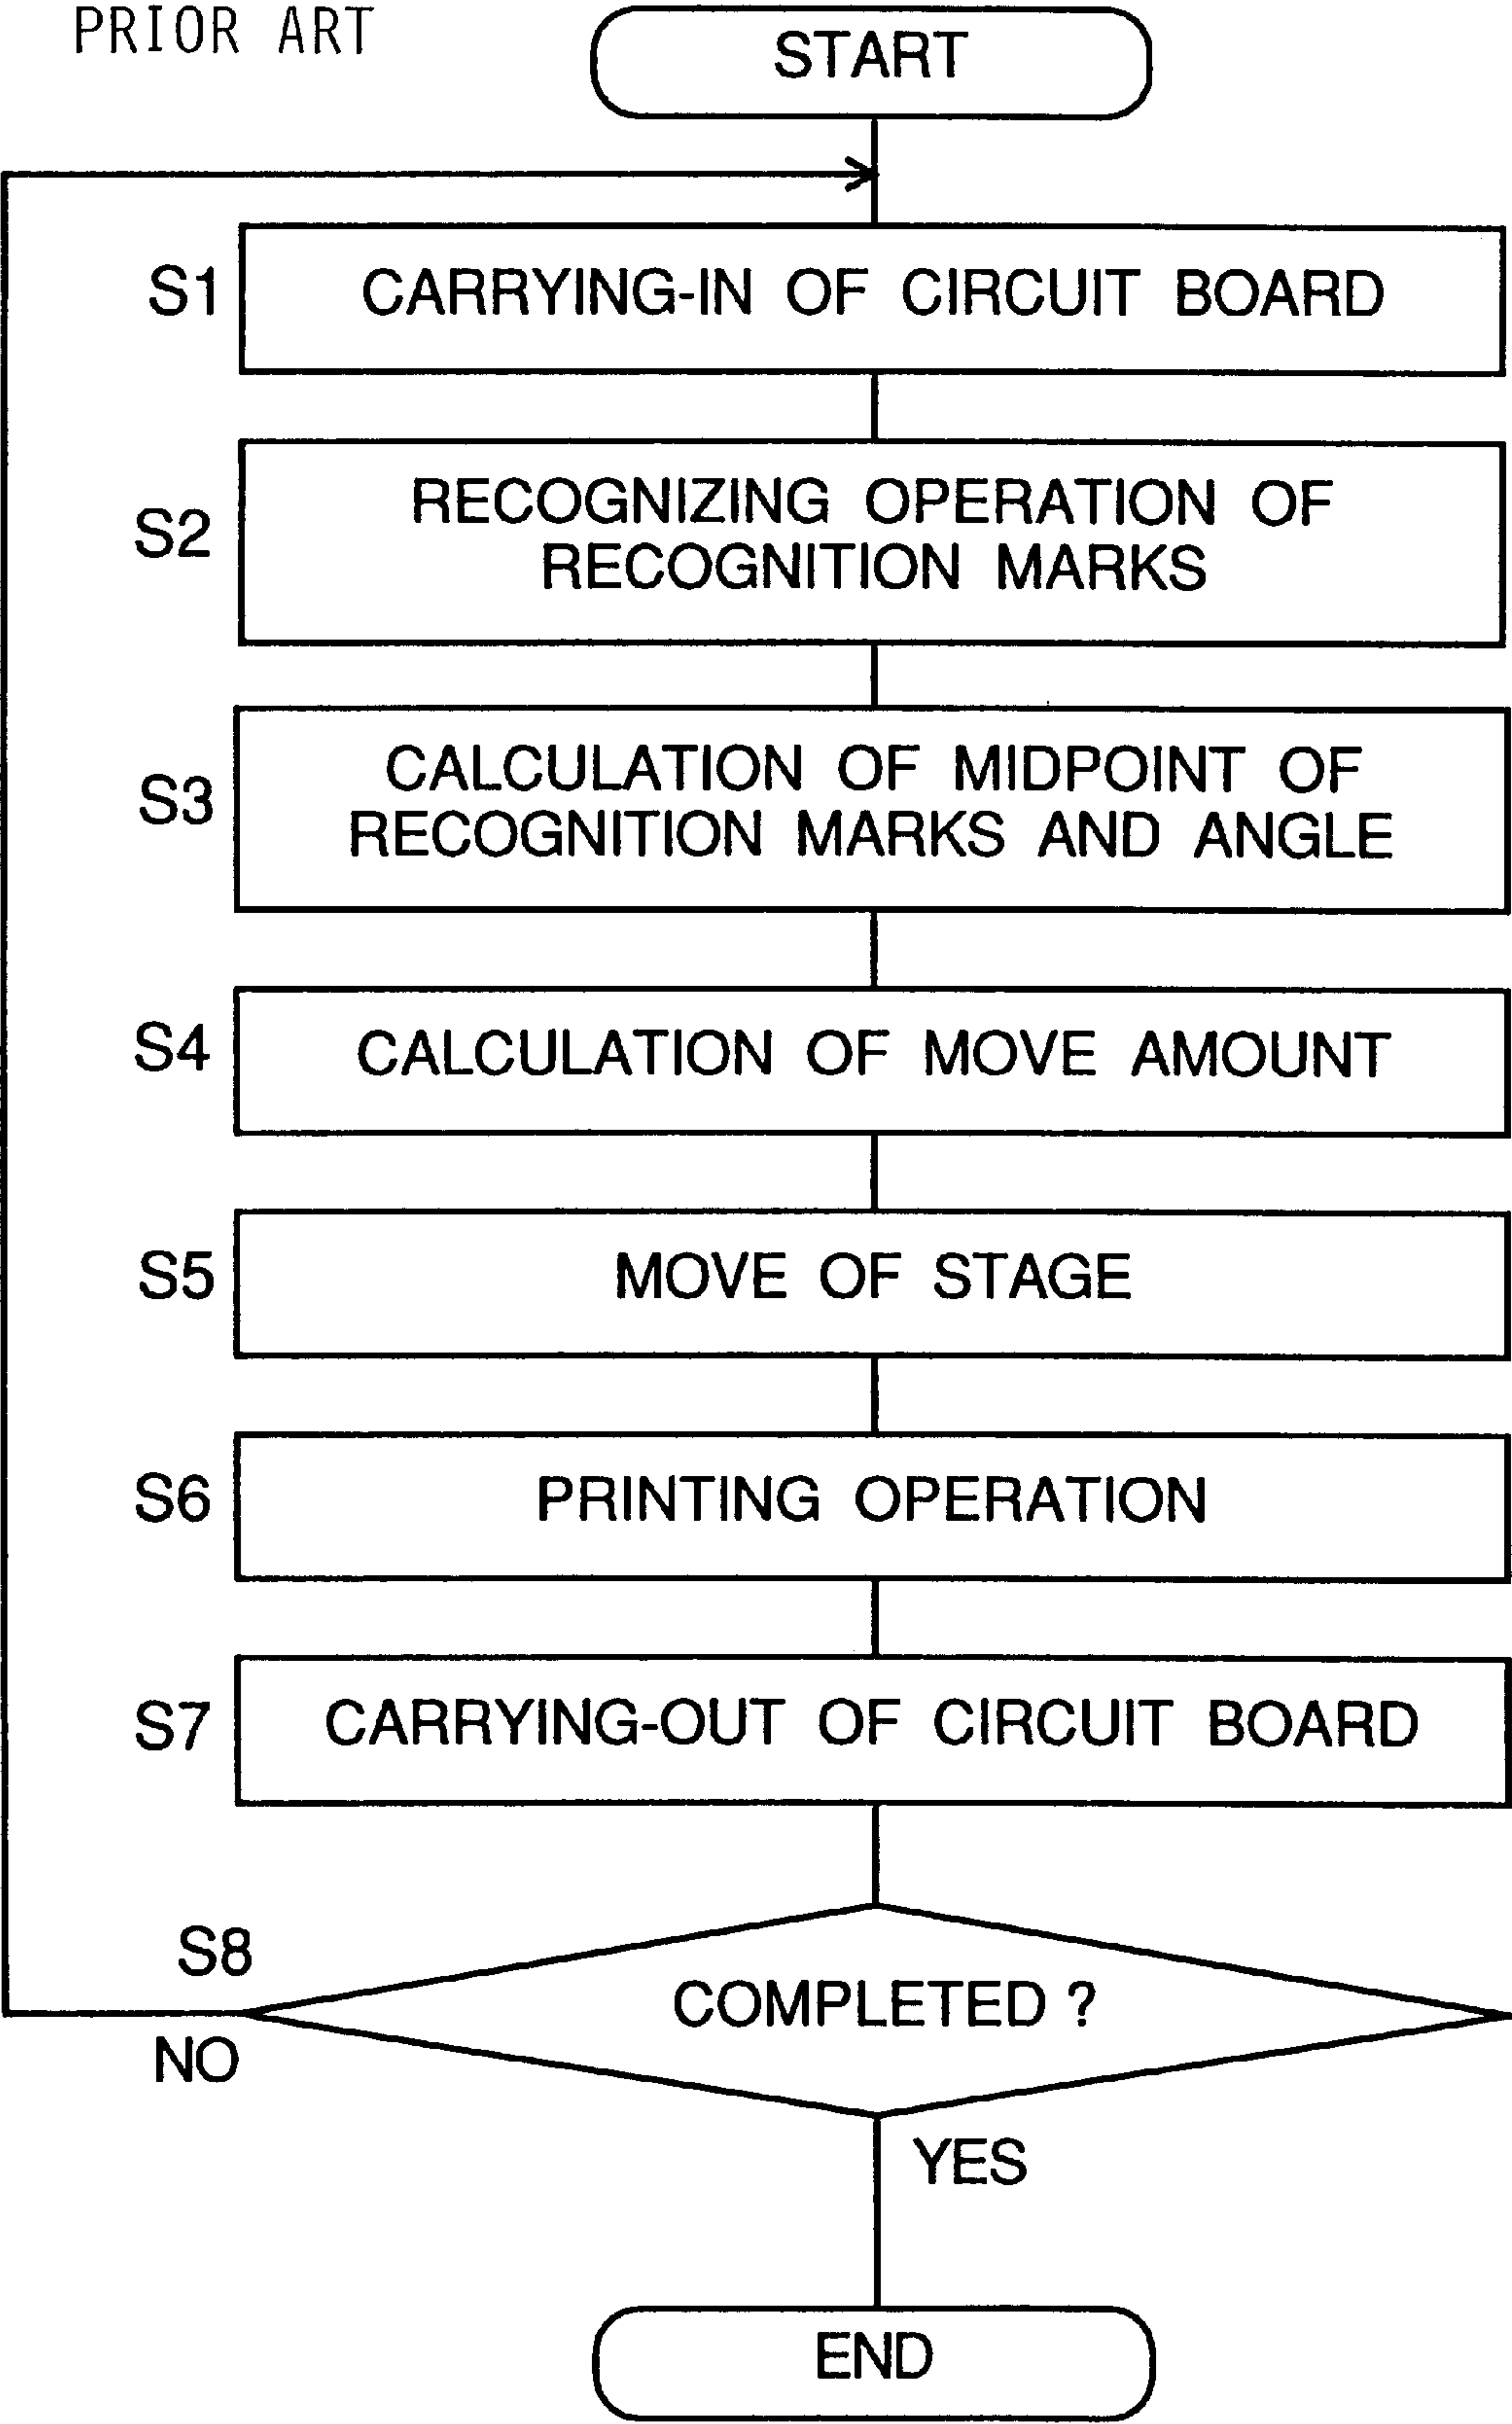 PRIOR ART
START
S1
CARRYING-IN OF CIRCUIT BOARD
S2
RECOGNIZING OPERATION OF
RECOGNITION MARKS
S3
CALCULATION OF MIDPOINT OF
RECOGNITION MARKS AND ANGLE
S4
CALCULATION OF MOVE AMOUNT
S5
MOVE OF STAGE
S6
PRINTING OPERATION
S7
CARRYING-OUT OF CIRCUIT BOARD
S8
COMPLETED ?
NO
YES
END